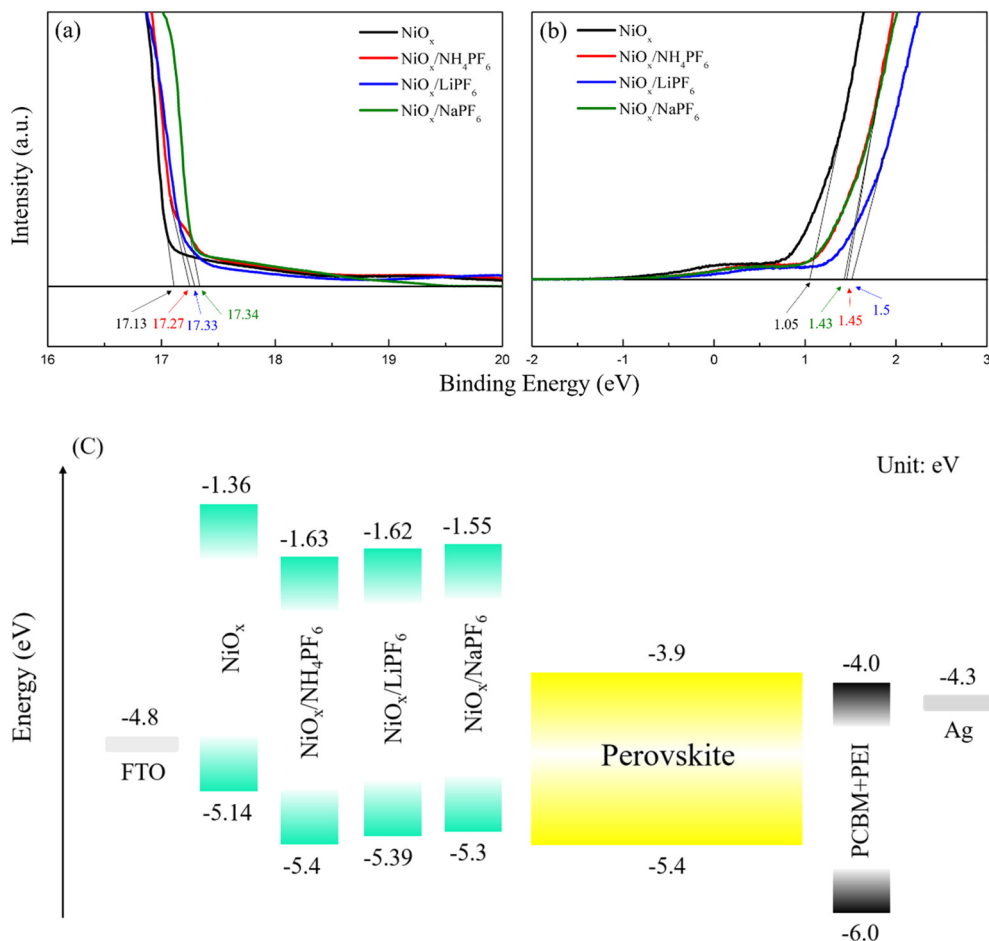 (a)
NiOₓ
NiOₓ/NH₄PF₆
NiOₓ/LiPF₆
NiOₓ/NaPF₆
17.13
17.27
17.33
17.34
16
17
18
19
20
(b)
NiOₓ
NiOₓ/NH₄PF₆
NiOₓ/LiPF₆
NiOₓ/NaPF₆
1.05
1.43
1.45
1.5
-2
-1
0
1
2
3
Intensity (a.u.)
Binding Energy (eV)
(C)
Unit: eV
Energy (eV)
-4.8
FTO
-1.36
NiOₓ
-5.14
-1.63
NiOₓ/NH₄PF₆
-5.4
-1.62
NiOₓ/LiPF₆
-5.39
-1.55
NiOₓ/NaPF₆
-5.3
-3.9
Perovskite
-5.4
-4.0
PCBM+PEI
-6.0
-4.3
Ag